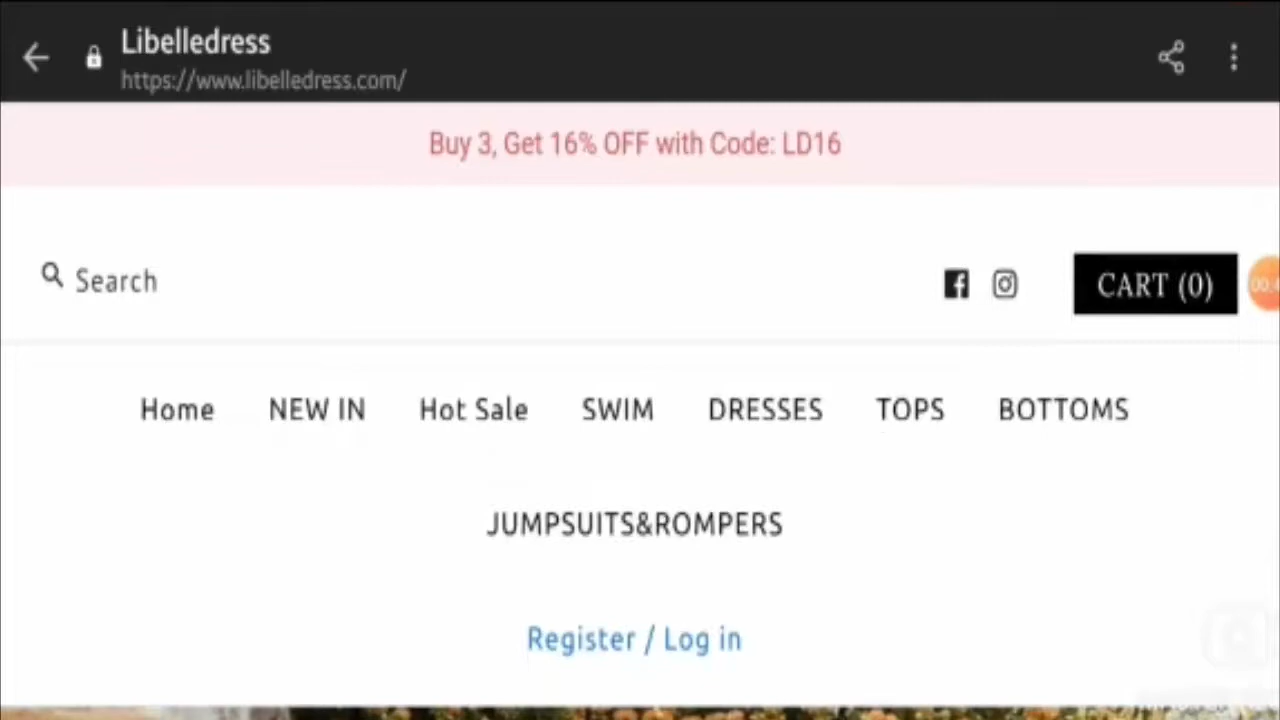 Libelledress
https://www.libelledress.com/
Buy 3, Get 16% OFF with Code: LD16
Search
CART (0)
Home NEW IN Hot Sale SWIM DRESSES TOPS BOTTOMS
JUMPSUITS&ROMPERS
Register / Log in